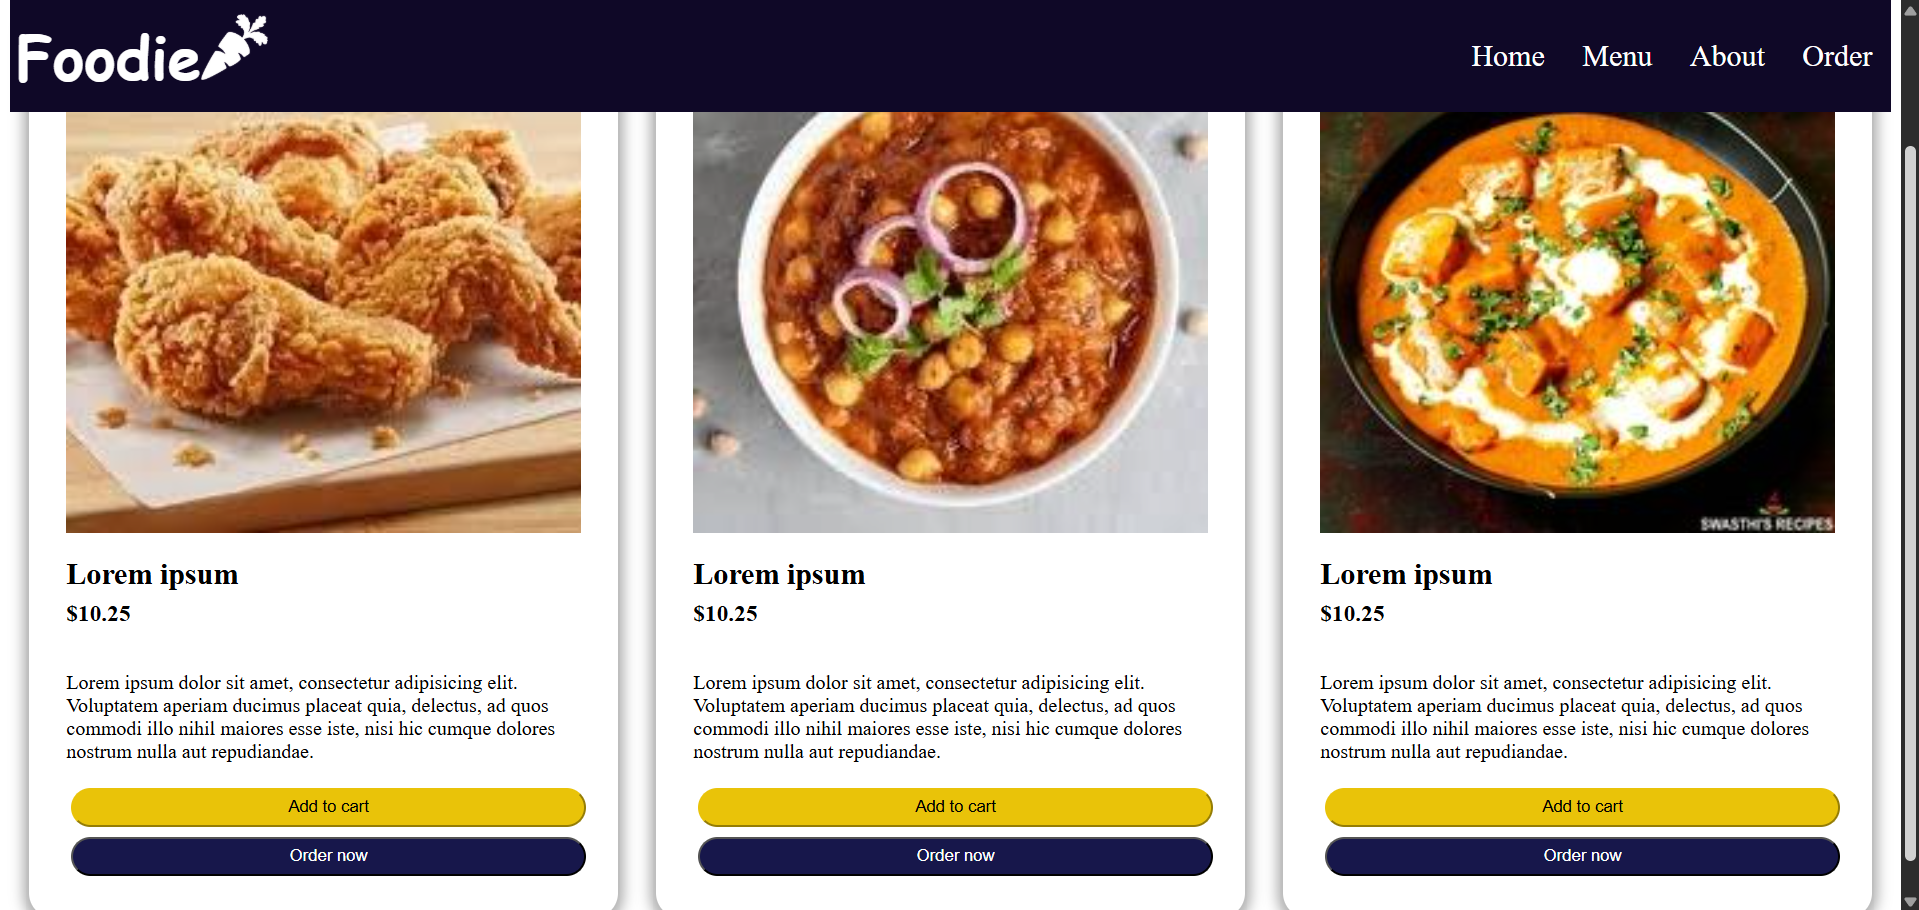 Foodie
Home Menu About Order
SWASTHI'S RECIPES
Lorem ipsum
$10.25
Lorem ipsum dolor sit amet, consectetur adipisicing elit.
Voluptatem aperiam ducimus placeat quia, delectus, ad quos
commodi illo nihil maiores esse iste, nisi hic cumque dolores
nostrum nulla aut repudiandae.
Add to cart
Order now
Lorem ipsum
$10.25
Lorem ipsum dolor sit amet, consectetur adipisicing elit.
Voluptatem aperiam ducimus placeat quia, delectus, ad quos
commodi illo nihil maiores esse iste, nisi hic cumque dolores
nostrum nulla aut repudiandae.
Add to cart
Order now
Lorem ipsum
$10.25
Lorem ipsum dolor sit amet, consectetur adipisicing elit.
Voluptatem aperiam ducimus placeat quia, delectus, ad quos
commodi illo nihil maiores esse iste, nisi hic cumque dolores
nostrum nulla aut repudiandae.
Add to cart
Order now